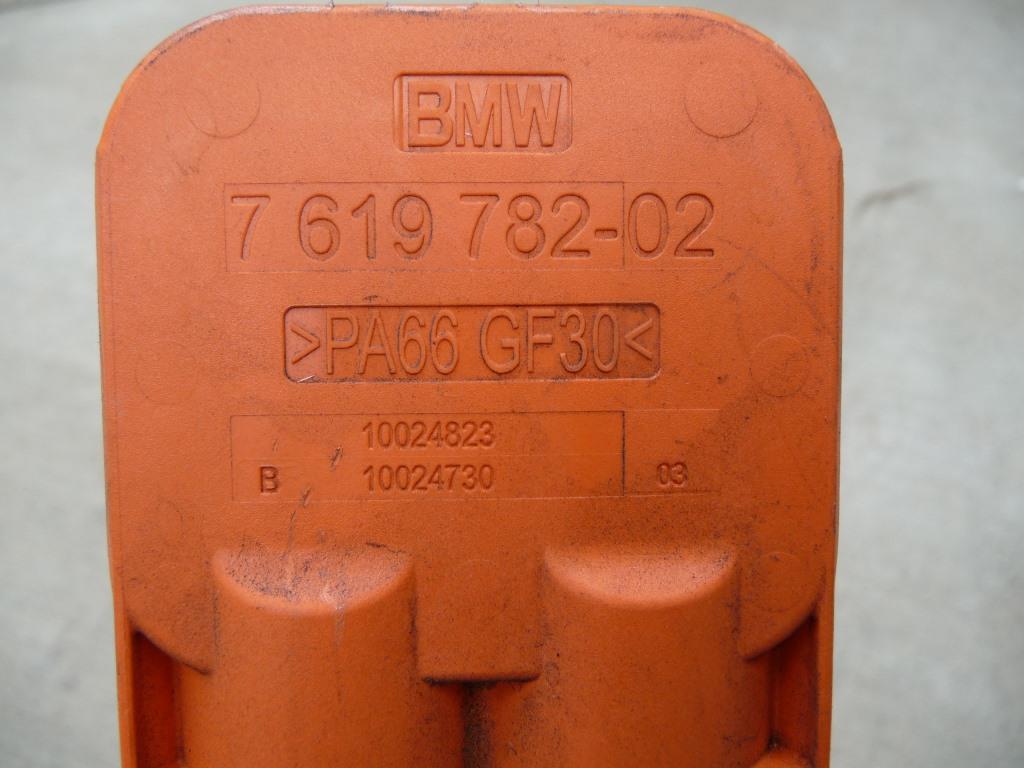 BMW
7 619 782-02
>PA66 GF30<
10024823
B 10024730 03